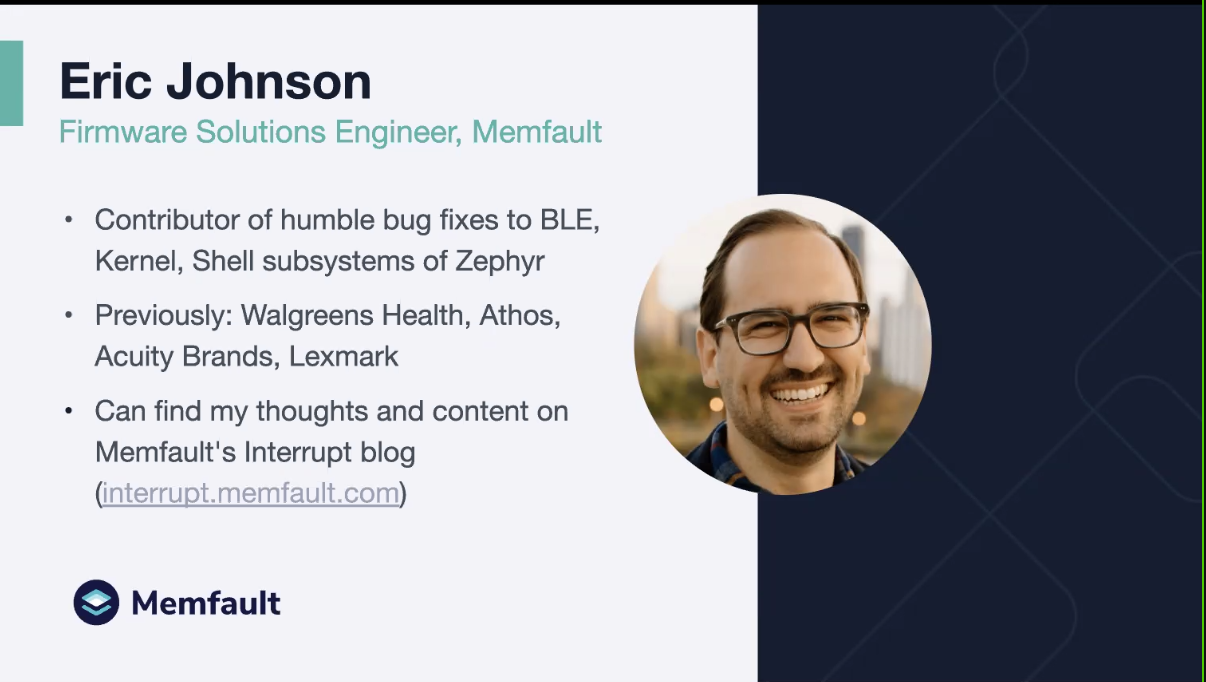 Eric Johnson
Firmware Solutions Engineer, Memfault
• Contributor of humble bug fixes to BLE,
Kernel, Shell subsystems of Zephyr
• Previously: Walgreens Health, Athos,
Acuity Brands, Lexmark
• Can find my thoughts and content on
Memfault's Interrupt blog
(interrupt.memfault.com)
Memfault